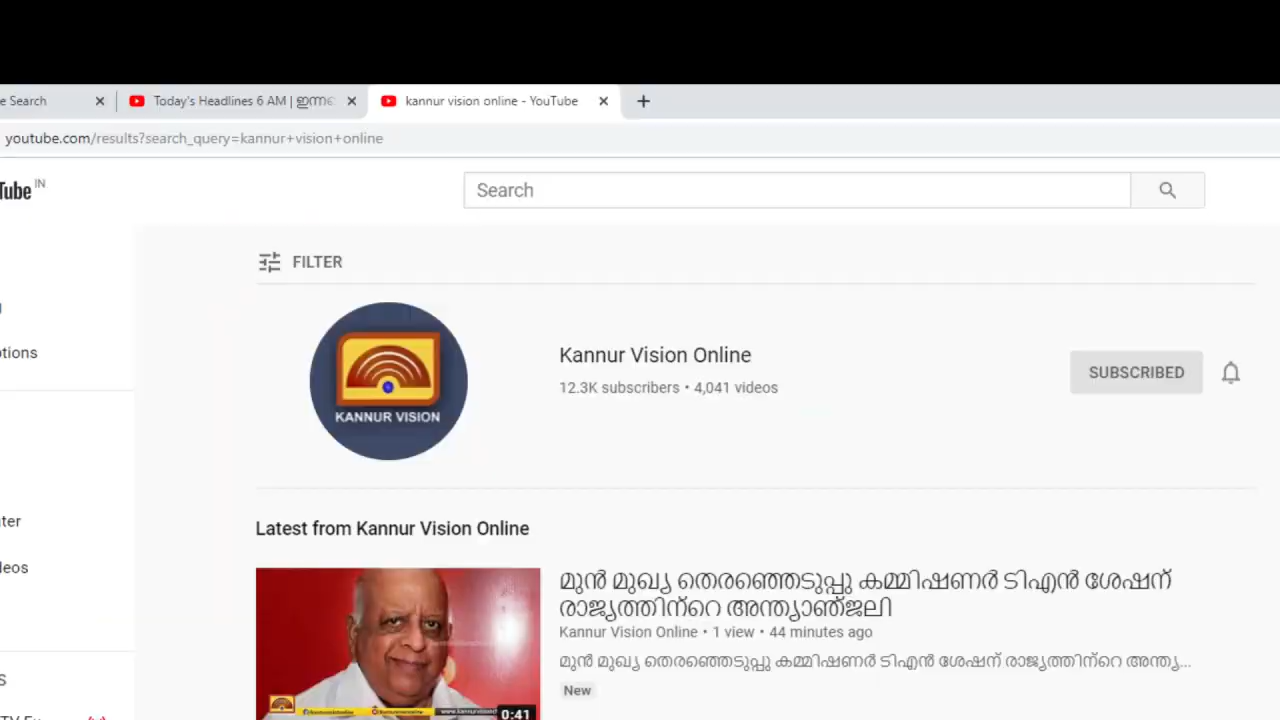 e Search
Today's Headlines 6 AM | ഇന്നത്
kannur vision online - YouTube
youtube.com/results?search_query=kannur+vision+online
Tube IN
Search
FILTER
KANNUR VISION
Kannur Vision Online
12.3K subscribers • 4,041 videos
SUBSCRIBED
otions
Latest from Kannur Vision Online
മുൻ മുഖ്യ തെരഞ്ഞെടുപ്പു കമ്മിഷണർ ടിഎൻ ശേഷന്
രാജ്യത്തിന്റെ അന്ത്യാഞ്ജലി
Kannur Vision Online • 1 view • 44 minutes ago
മുൻ മുഖ്യ തെരഞ്ഞെടുപ്പു കമ്മിഷണർ ടിഎൻ ശേഷന് രാജ്യത്തിന്റെ അന്ത്യ...
New
0:41